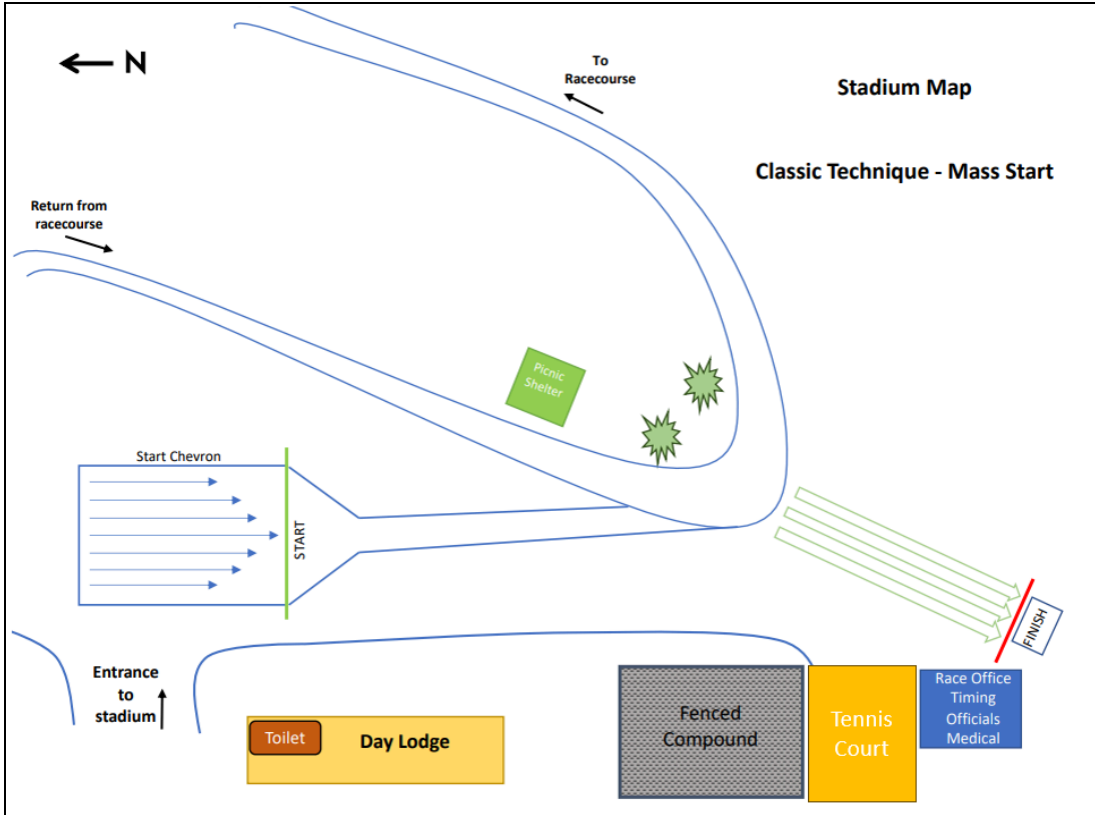 N
To
Racecourse
Stadium Map
Classic Technique - Mass Start
Return from
racecourse
Picnic
Shelter
Start Chevron
START
FINISH
Entrance
to
stadium
Toilet
Day Lodge
Fenced
Compound
Tennis
Court
Race Office
Timing
Officials
Medical